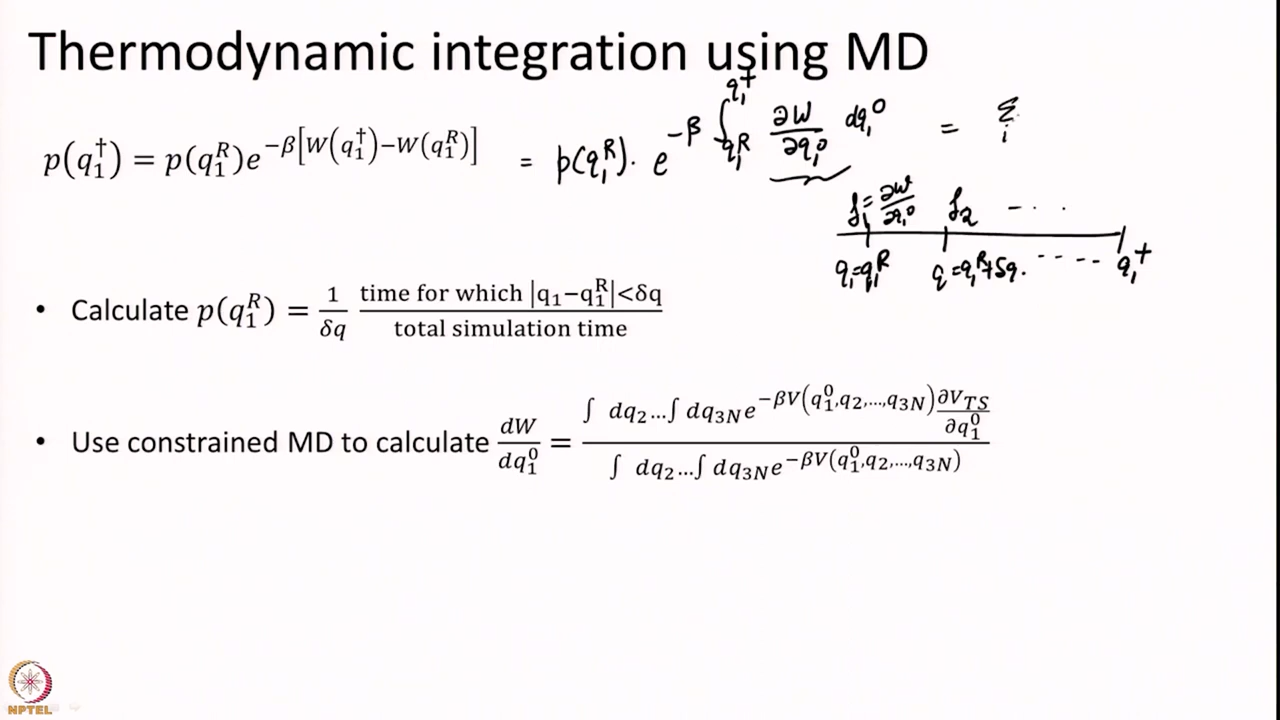 Thermodynamic integration using MD
p(q₁†) = p(q₁ᴿ)e^{-β[W(q₁†)-W(q₁ᴿ)]} = p(q₁ᴿ). e^{-β ∫_{q₁ᴿ}^{q₁†} ∂W/∂q₁⁰ dq₁⁰} = Σ_i
f₁ = ∂W/∂q₁⁰ f₂ - . .
q₁=q₁ᴿ q=q₁ᴿ+δq. - - - - q₁†
• Calculate p(q₁ᴿ) = 1/δq time for which |q₁−q₁ᴿ|<δq / total simulation time
• Use constrained MD to calculate dW/dq₁⁰ = ∫ dq₂…∫ dq₃N e^{-βV(q₁⁰,q₂,…,q₃N)} ∂V_TS/∂q₁⁰ / ∫ dq₂…∫ dq₃N e^{-βV(q₁⁰,q₂,…,q₃N)}
NPTEL